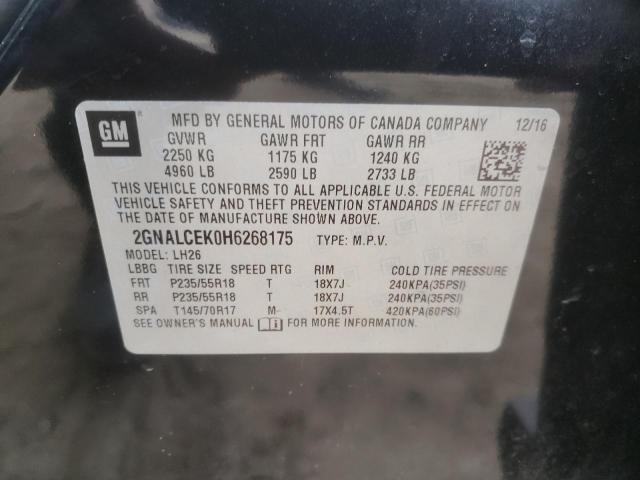 GM
MFD BY GENERAL MOTORS OF CANADA COMPANY 12/16
GVWR GAWR FRT GAWR RR
2250 KG 1175 KG 1240 KG
4960 LB 2590 LB 2733 LB
THIS VEHICLE CONFORMS TO ALL APPLICABLE U.S. FEDERAL MOTOR
VEHICLE SAFETY AND THEFT PREVENTION STANDARDS IN EFFECT ON
THE DATE OF MANUFACTURE SHOWN ABOVE.
2GNALCEK0H6268175 TYPE: M.P.V.
MODEL: LH26
LBBG TIRE SIZE SPEED RTG RIM COLD TIRE PRESSURE
FRT P235/55R18 T 18X7J 240KPA(35PSI)
RR P235/55R18 T 18X7J 240KPA(35PSI)
SPA T145/70R17 M 17X4.5T 420KPA(60PSI)
SEE OWNER'S MANUAL FOR MORE INFORMATION